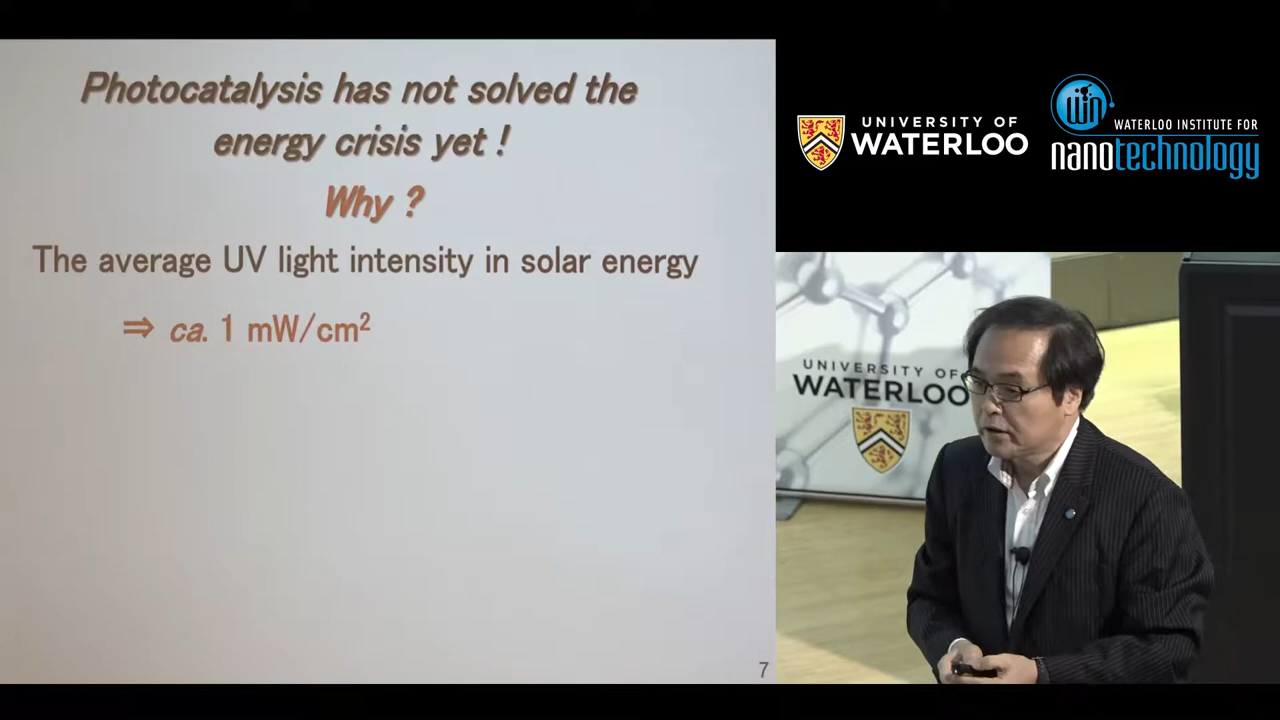 Photocatalysis has not solved the
energy crisis yet !
Why ?
The average UV light intensity in solar energy
⇒ ca. 1 mW/cm²
7
UNIVERSITY OF
WATERLOO
WATERLOO INSTITUTE FOR
nanotechnology
win
UNIVERSITY OF
WATERLOO